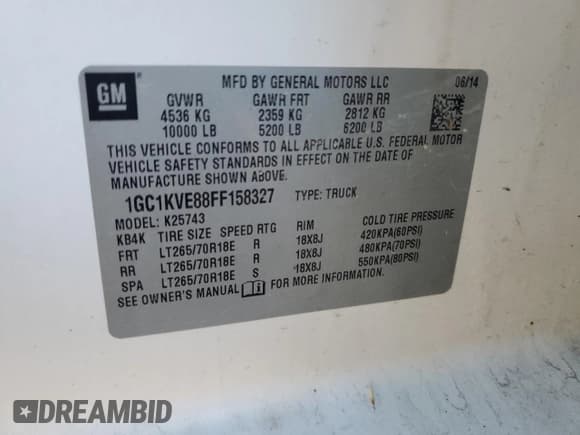 GM
MFD BY GENERAL MOTORS LLC 06/14
GVWR GAWR FRT GAWR RR
4536 KG 2359 KG 2812 KG
10000 LB 5200 LB 6200 LB
THIS VEHICLE CONFORMS TO ALL APPLICABLE U.S. FEDERAL MOTOR
VEHICLE SAFETY STANDARDS IN EFFECT ON THE DATE OF
MANUFACTURE SHOWN ABOVE.
1GC1KVE88FF158327 TYPE: TRUCK
MODEL: K25743
KB4K TIRE SIZE SPEED RTG RIM COLD TIRE PRESSURE
FRT LT265/70R18E R 18X8J 420KPA(60PSI)
RR LT265/70R18E R 18X8J 480KPA(70PSI)
SPA LT265/70R18E S 18X8J 550KPA(80PSI)
SEE OWNER'S MANUAL FOR MORE INFORMATION.
DREAMBID